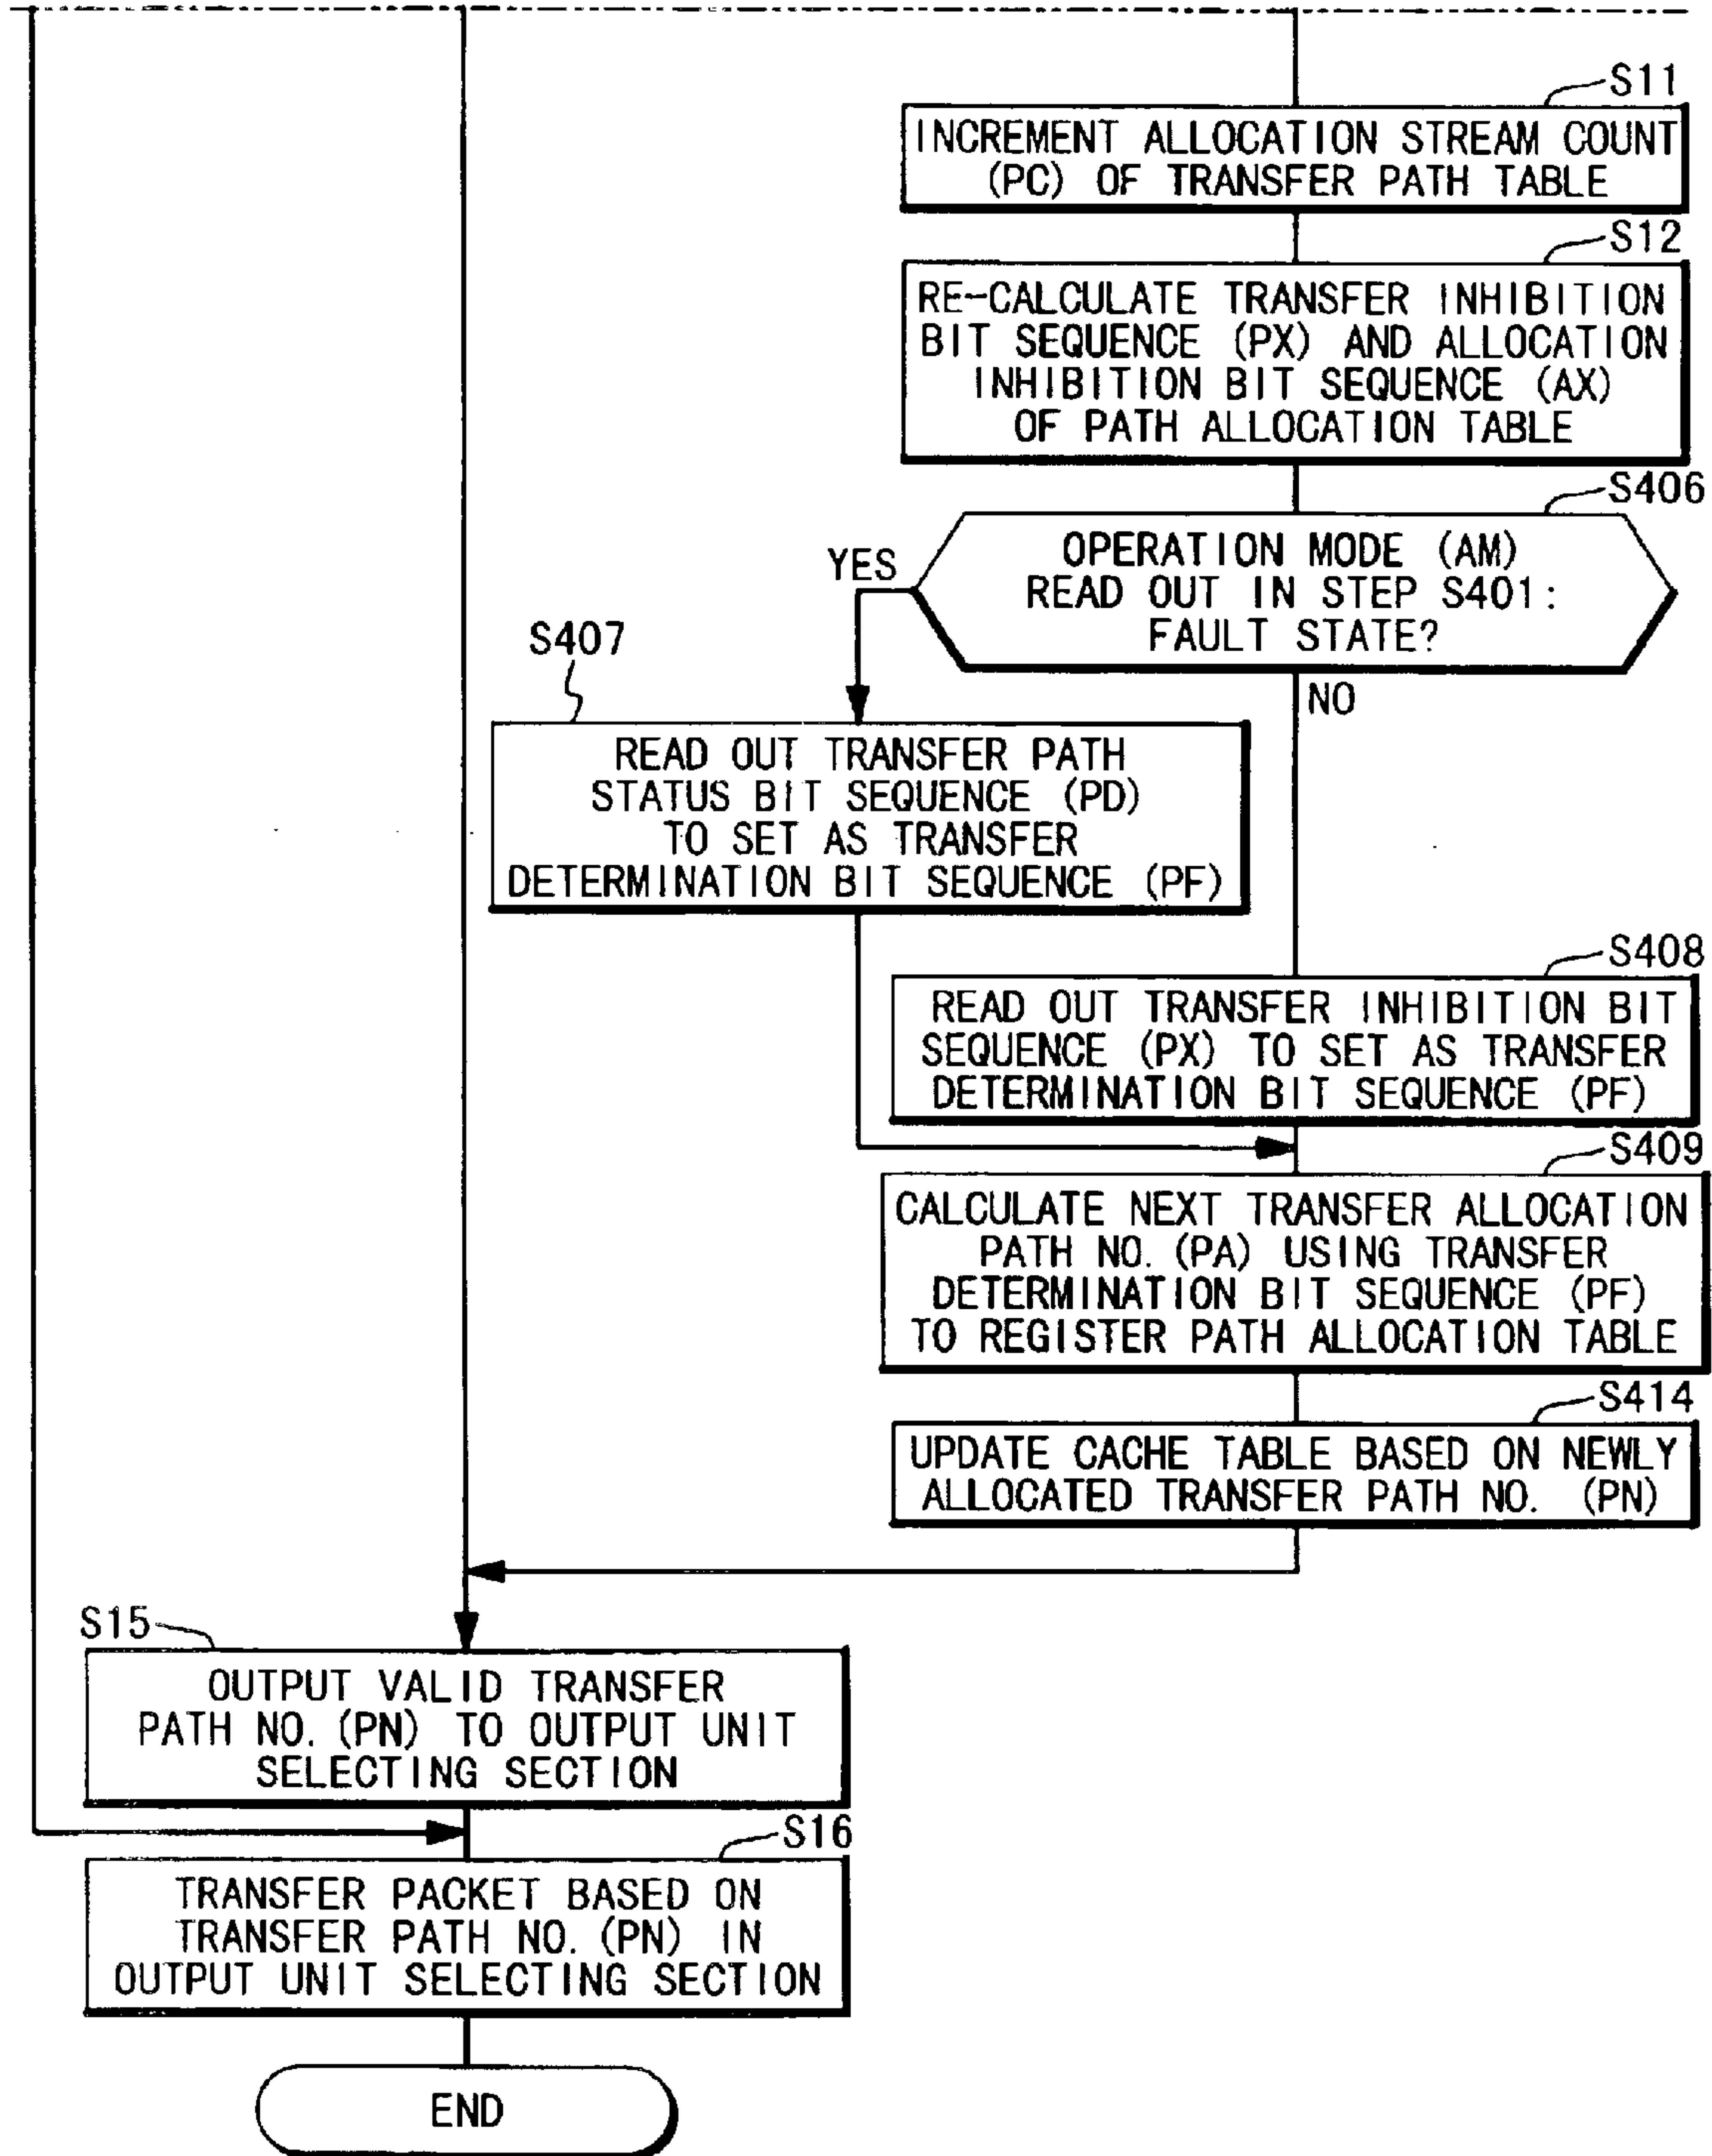 S11
INCREMENT ALLOCATION STREAM COUNT
(PC) OF TRANSFER PATH TABLE
S12
RE-CALCULATE TRANSFER INHIBITION
BIT SEQUENCE (PX) AND ALLOCATION
INHIBITION BIT SEQUENCE (AX)
OF PATH ALLOCATION TABLE
S406
OPERATION MODE (AM)
READ OUT IN STEP S401:
FAULT STATE?
YES
NO
S407
READ OUT TRANSFER PATH
STATUS BIT SEQUENCE (PD)
TO SET AS TRANSFER
DETERMINATION BIT SEQUENCE (PF)
S408
READ OUT TRANSFER INHIBITION BIT
SEQUENCE (PX) TO SET AS TRANSFER
DETERMINATION BIT SEQUENCE (PF)
S409
CALCULATE NEXT TRANSFER ALLOCATION
PATH NO. (PA) USING TRANSFER
DETERMINATION BIT SEQUENCE (PF)
TO REGISTER PATH ALLOCATION TABLE
S414
UPDATE CACHE TABLE BASED ON NEWLY
ALLOCATED TRANSFER PATH NO. (PN)
S15
OUTPUT VALID TRANSFER
PATH NO. (PN) TO OUTPUT UNIT
SELECTING SECTION
S16
TRANSFER PACKET BASED ON
TRANSFER PATH NO. (PN) IN
OUTPUT UNIT SELECTING SECTION
END